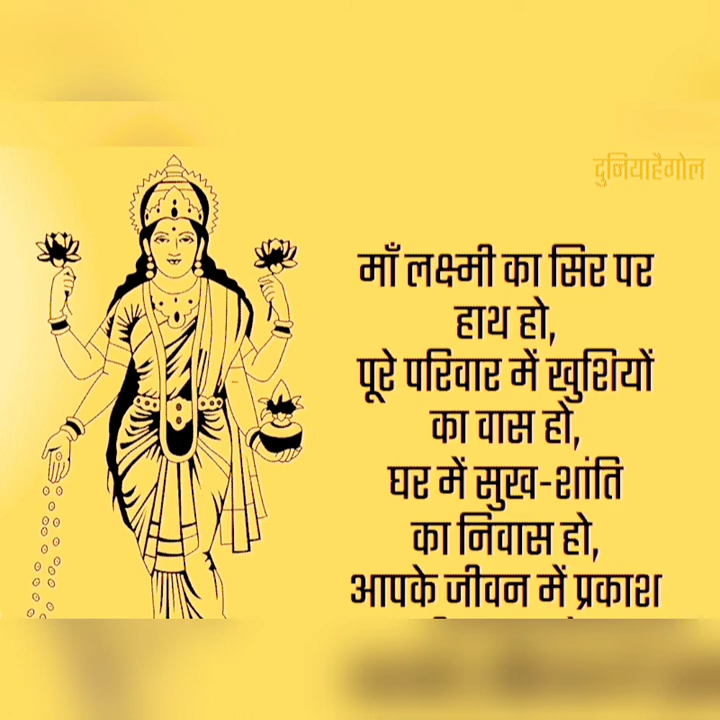 दुनियाहैगोल
माँ लक्ष्मी का सिर पर
हाथ हो,
पूरे परिवार में खुशियों
का वास हो,
घर में सुख-शांति
का निवास हो,
आपके जीवन में प्रकाश